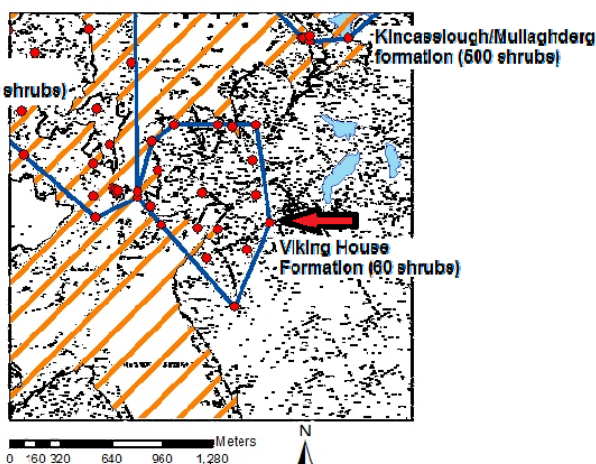 Kincasslough/Mullaghderg
formation (500 shrubs)
shrubs)
Viking House
Formation (60 shrubs)
Meters
0 160 320 640 960 1,280
N